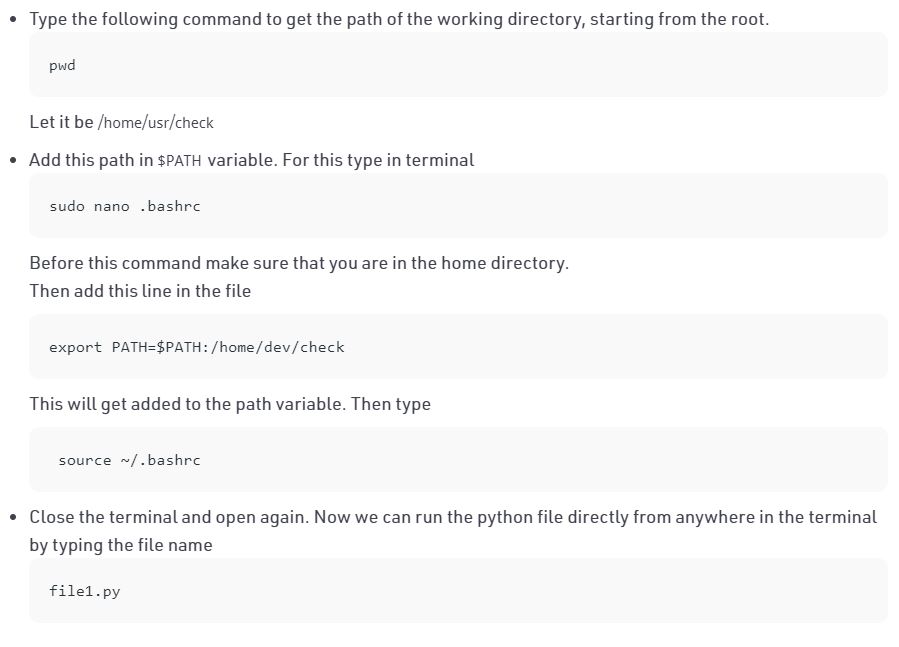 Type the following command to get the path of the working directory, starting from the root.
pwd
Let it be /home/usr/check
Add this path in $PATH variable. For this type in terminal
sudo nano .bashrc
Before this command make sure that you are in the home directory.
Then add this line in the file
export PATH=$PATH:/home/dev/check
This will get added to the path variable. Then type
source ~/.bashrc
Close the terminal and open again. Now we can run the python file directly from anywhere in the terminal
by typing the file name
file1.py